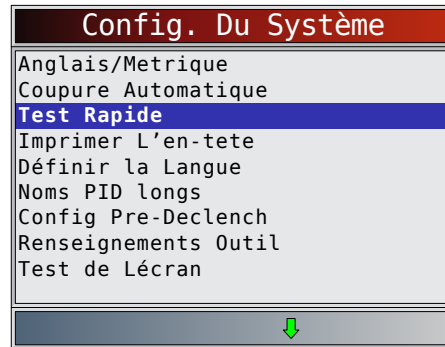 Config. Du Système
Anglais/Metrique
Coupure Automatique
Test Rapide
Imprimer L’en-tete
Définir la Langue
Noms PID longs
Config Pre-Declench
Renseignements Outil
Test de Lécran